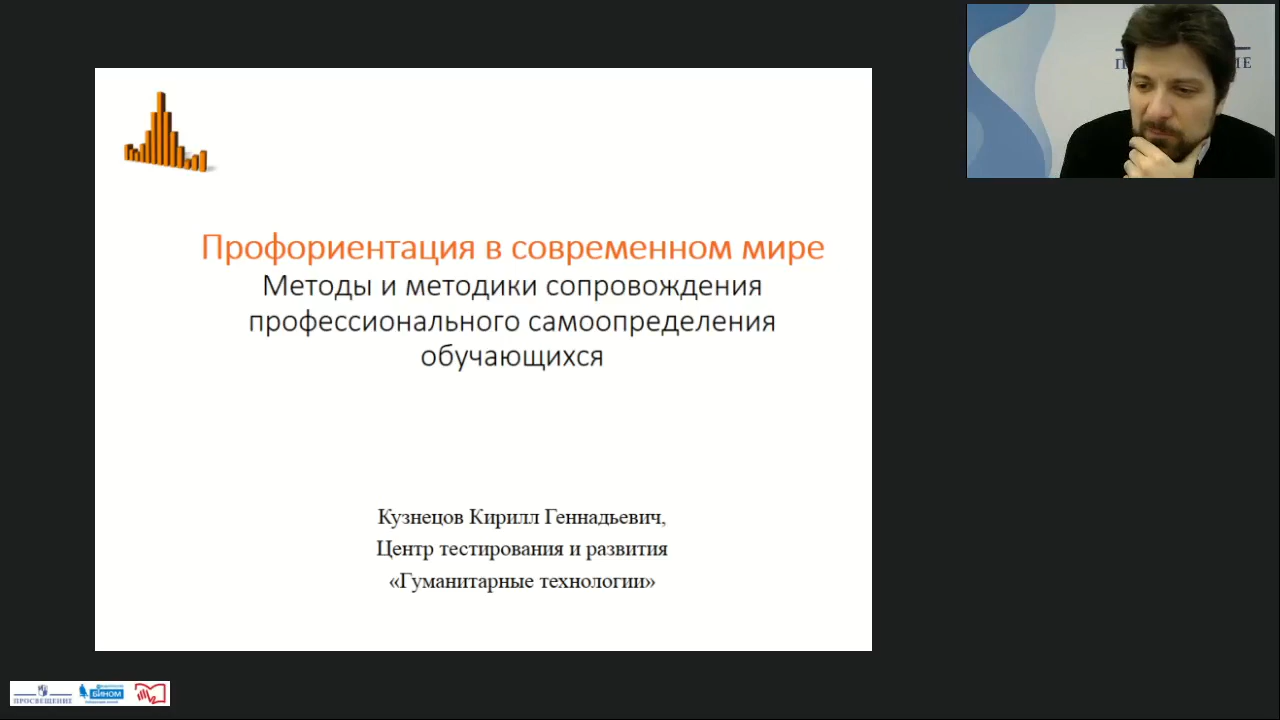 Профориентация в современном мире
Методы и методики сопровождения
профессионального самоопределения
обучающихся
Кузнецов Кирилл Геннадьевич,
Центр тестирования и развития
«Гуманитарные технологии»
ПРОСВЕЩЕНИЕ
БИНОМ